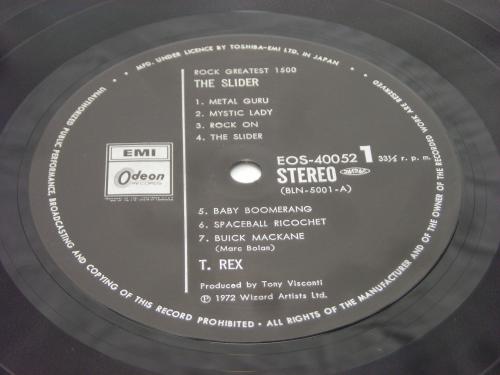 • MFG. UNDER LICENCE BY TOSHIBA-EMI LTD. IN JAPAN •
UNAUTHORIZED PUBLIC PERFORMANCE, BROADCASTING AND COPYING OF THIS RECORD PROHIBITED • ALL RIGHTS OF THE MANUFACTURER AND OF THE OWNER OF THE RECORDED WORK ARE RESERVED
ROCK GREATEST 1500
THE SLIDER
1. METAL GURU
2. MYSTIC LADY
3. ROCK ON
4. THE SLIDER
EMI
Odeon
RECORDS
EOS-40052 1 33⅓ r. p. m.
STEREO
(BLN-5001-A)
5. BABY BOOMERANG
6. SPACEBALL RICOCHET
7. BUICK MACKANE
(Marc Bolan)
T. REX
Produced by Tony Visconti
Ⓟ 1972 Wizard Artists Ltd.